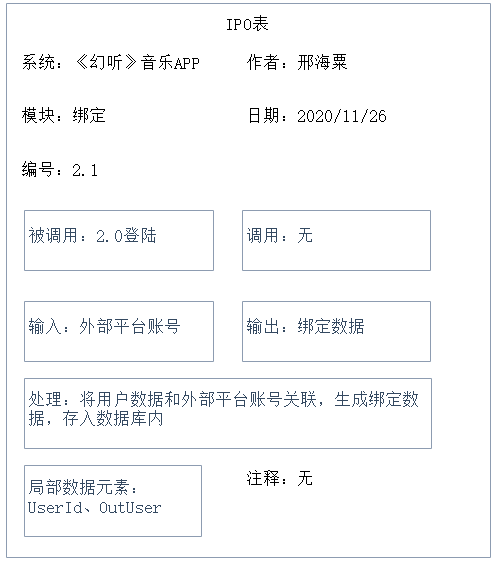 IPO表
系统：《幻听》音乐APP 作者：邢海粟
模块：绑定 日期：2020/11/26
编号：2.1
被调用：2.0登陆 调用：无
输入：外部平台账号 输出：绑定数据
处理：将用户数据和外部平台账号关联，生成绑定数
据，存入数据库内
局部数据元素：
UserId、OutUser
注释：无